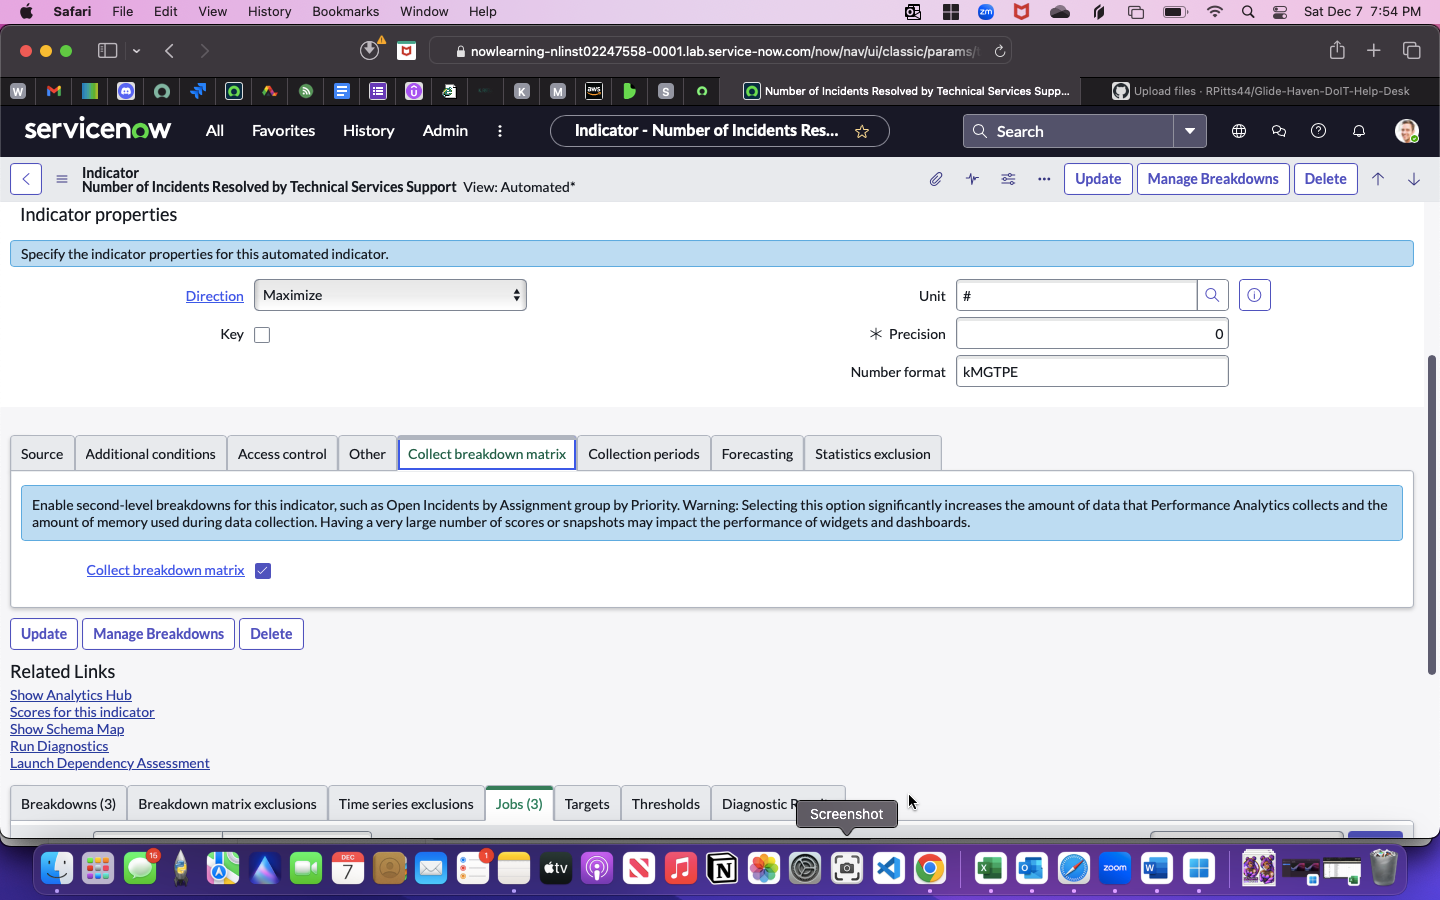 Safari File Edit View History Bookmarks Window Help
zm
Sat Dec 7 7:54 PM
nowlearning-nlinst02247558-0001.lab.service-now.com/now/nav/ui/classic/params/
Number of Incidents Resolved by Technical Services Supp...
Upload files · RPitts44/Glide-Haven-DoIT-Help-Desk
servicenow
All Favorites History Admin
Indicator - Number of Incidents Res...
Search
Indicator
Number of Incidents Resolved by Technical Services Support View: Automated*
Update Manage Breakdowns Delete
Indicator properties
Specify the indicator properties for this automated indicator.
Direction Maximize Unit #
Key Precision 0
Number format kMGTPE
Source Additional conditions Access control Other Collect breakdown matrix Collection periods Forecasting Statistics exclusion
Enable second-level breakdowns for this indicator, such as Open Incidents by Assignment group by Priority. Warning: Selecting this option significantly increases the amount of data that Performance Analytics collects and the
amount of memory used during data collection. Having a very large number of scores or snapshots may impact the performance of widgets and dashboards.
Collect breakdown matrix
Update Manage Breakdowns Delete
Related Links
Show Analytics Hub
Scores for this indicator
Show Schema Map
Run Diagnostics
Launch Dependency Assessment
Breakdowns (3) Breakdown matrix exclusions Time series exclusions Jobs (3) Targets Thresholds Diagnostic
Screenshot
16 DEC 7 1 tv zoom